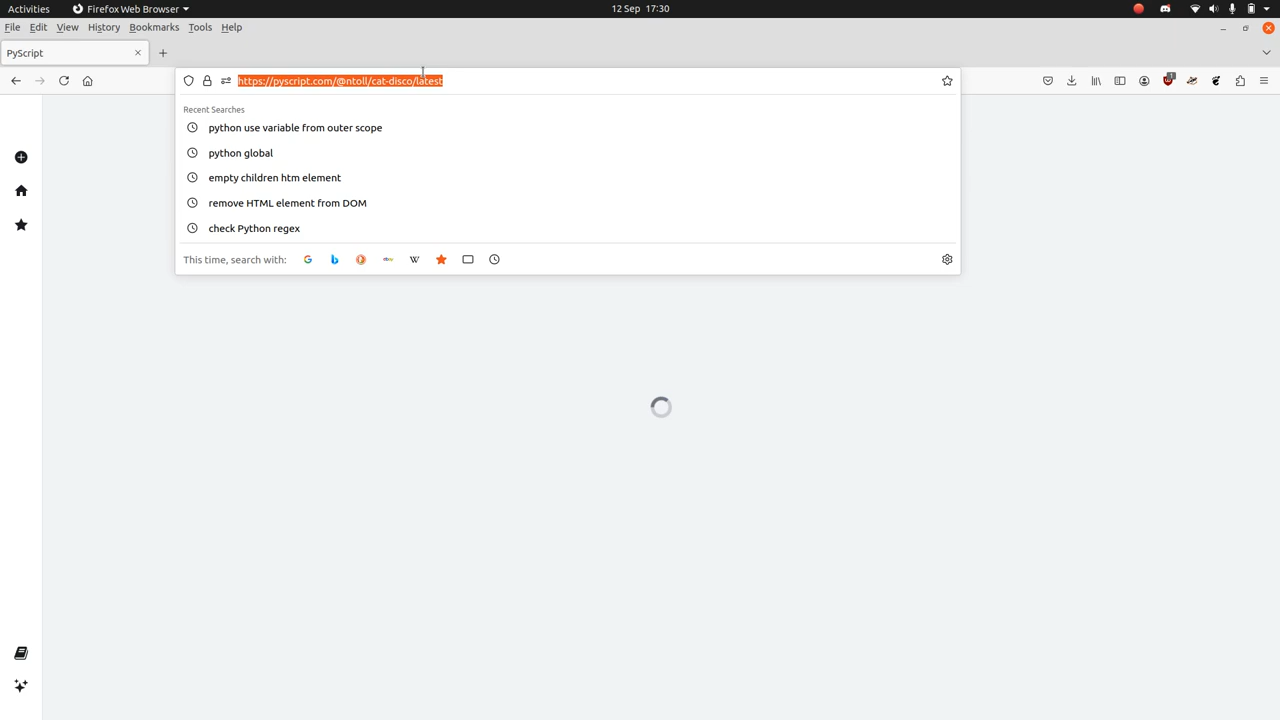 Activities
Firefox Web Browser
12 Sep 17:30
File Edit View History Bookmarks Tools Help
PyScript
https://pyscript.com/@ntoll/cat-disco/latest
Recent Searches
python use variable from outer scope
python global
empty children htm element
remove HTML element from DOM
check Python regex
This time, search with: